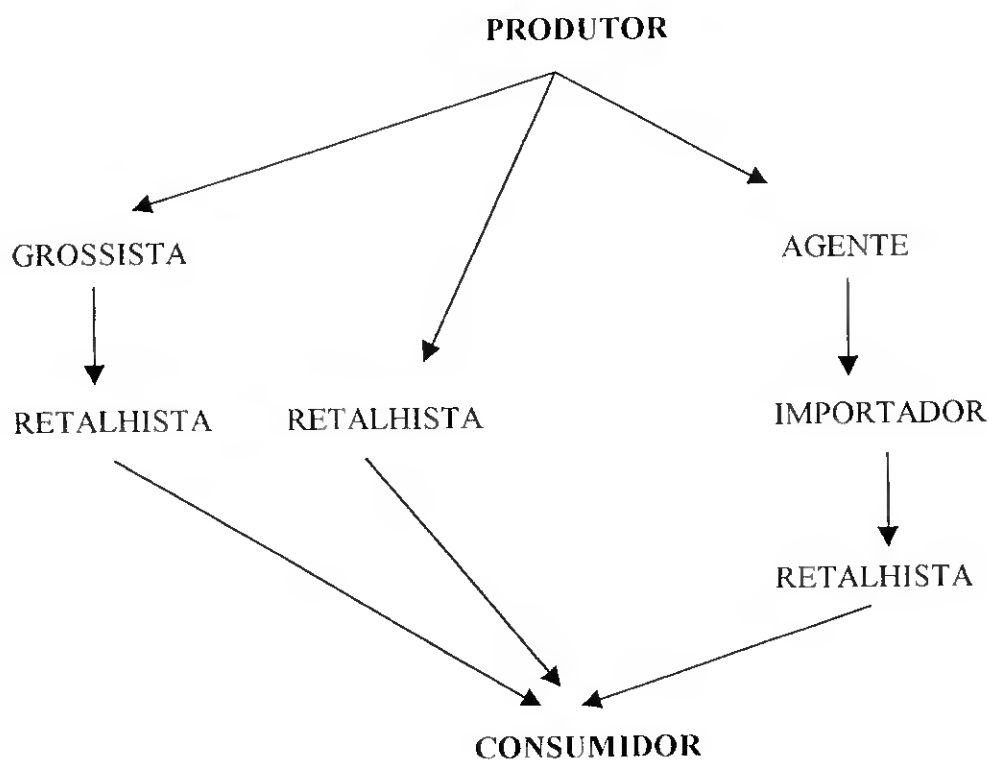 PRODUTOR
GROSSISTA
AGENTE
RETALHISTA
RETALHISTA
IMPORTADOR
RETALHISTA
CONSUMIDOR